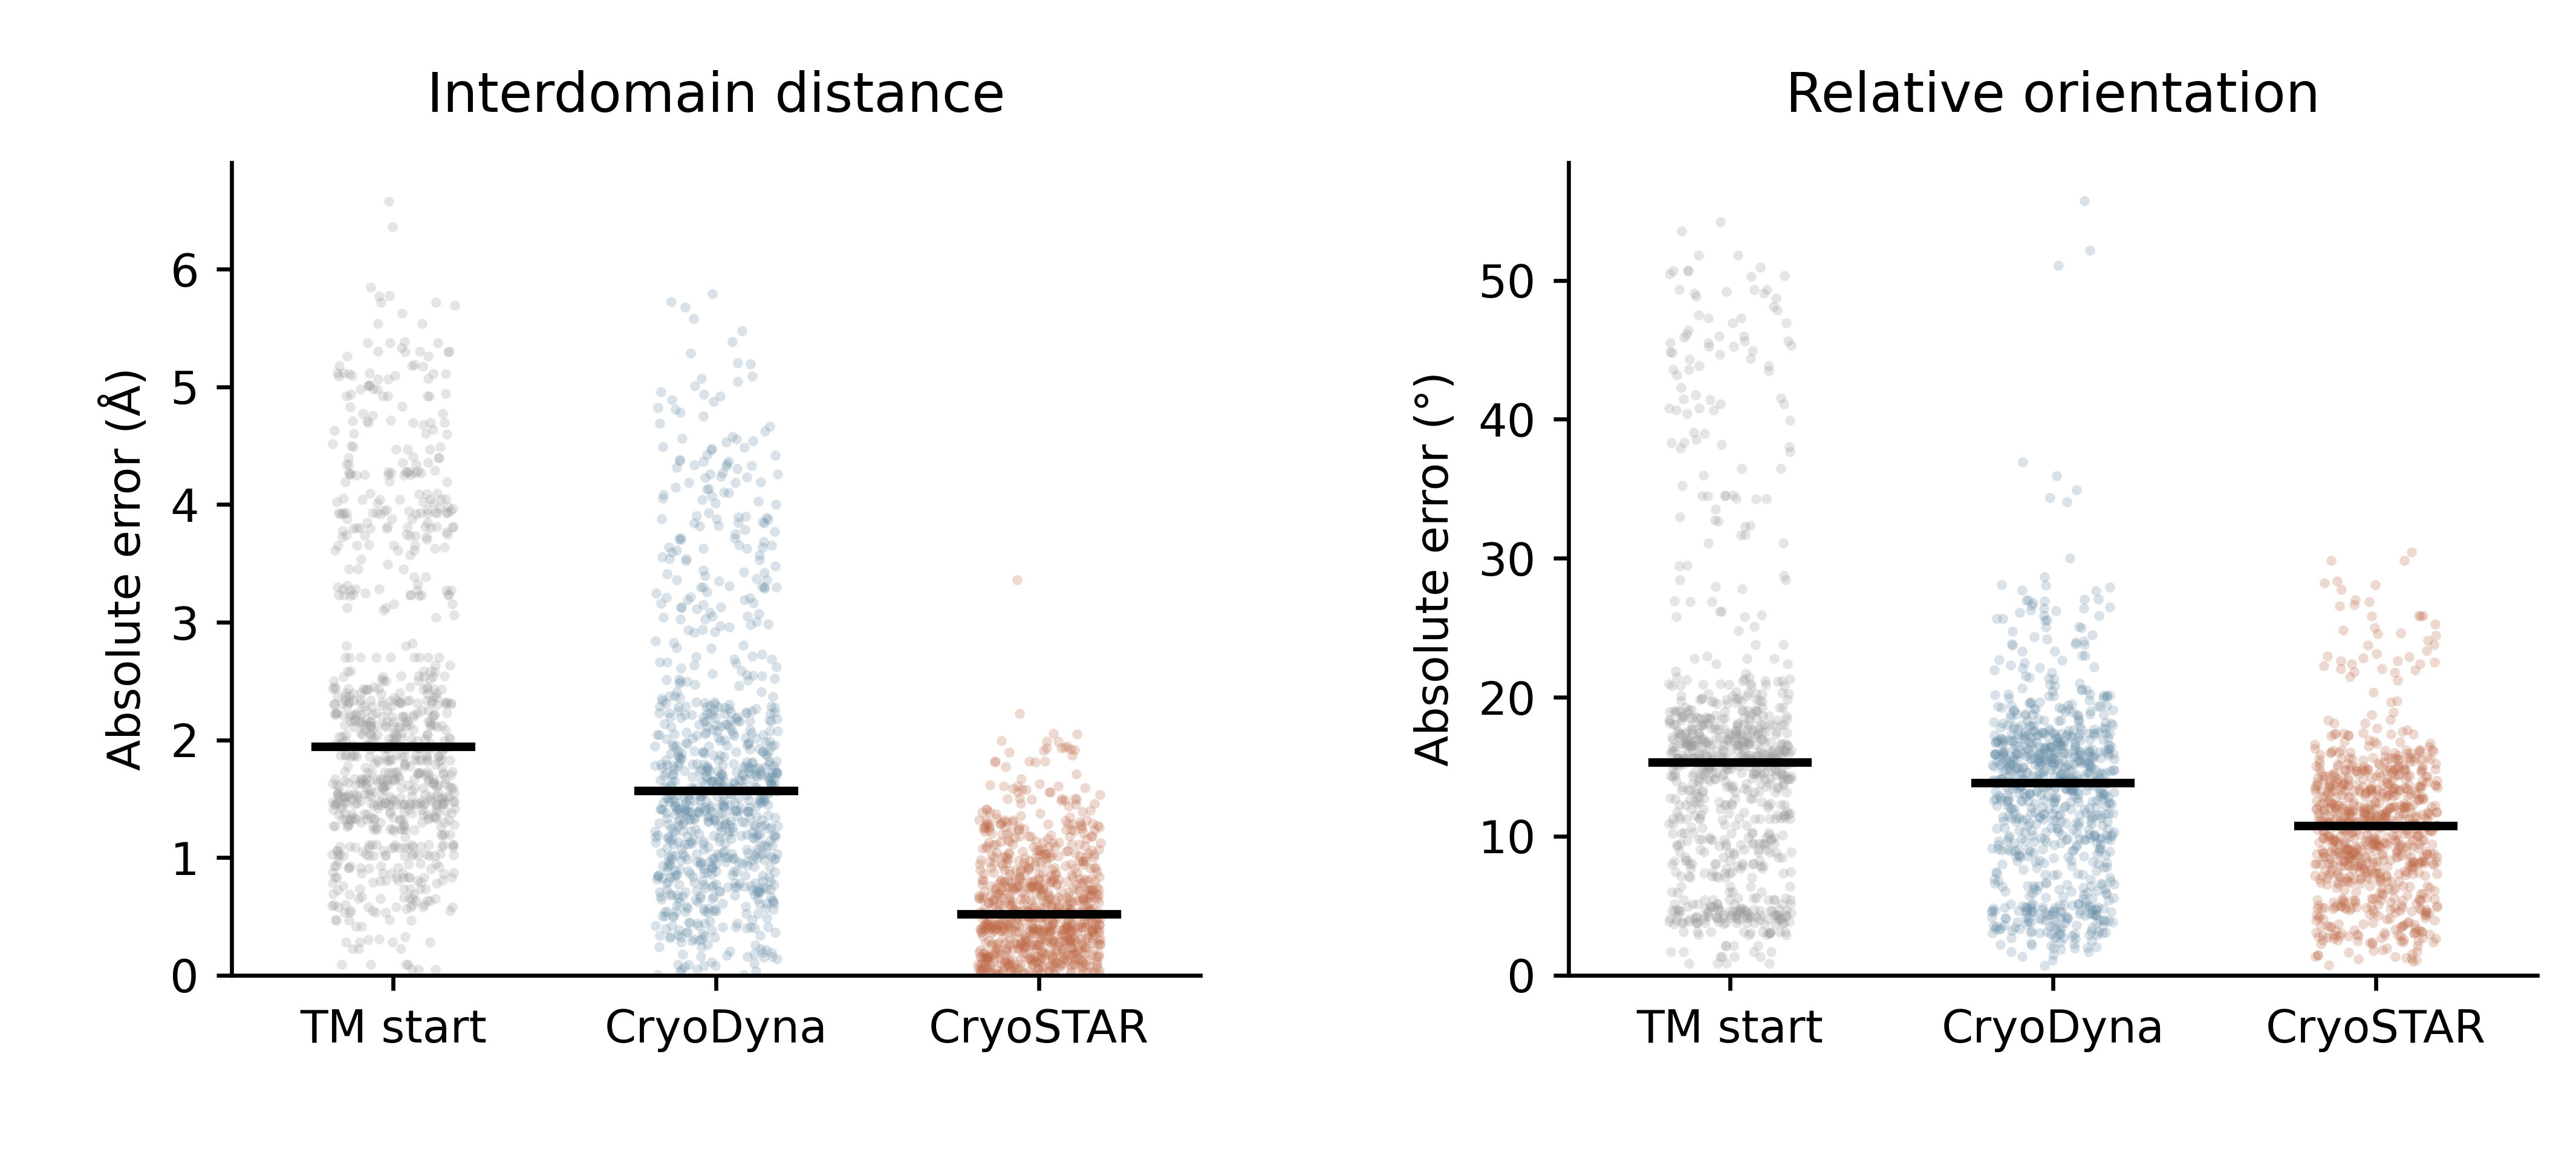 Interdomain distance
Absolute error (Å)
6
5
4
3
2
1
0
TM start CryoDyna CryoSTAR
Relative orientation
Absolute error (°)
50
40
30
20
10
0
TM start CryoDyna CryoSTAR